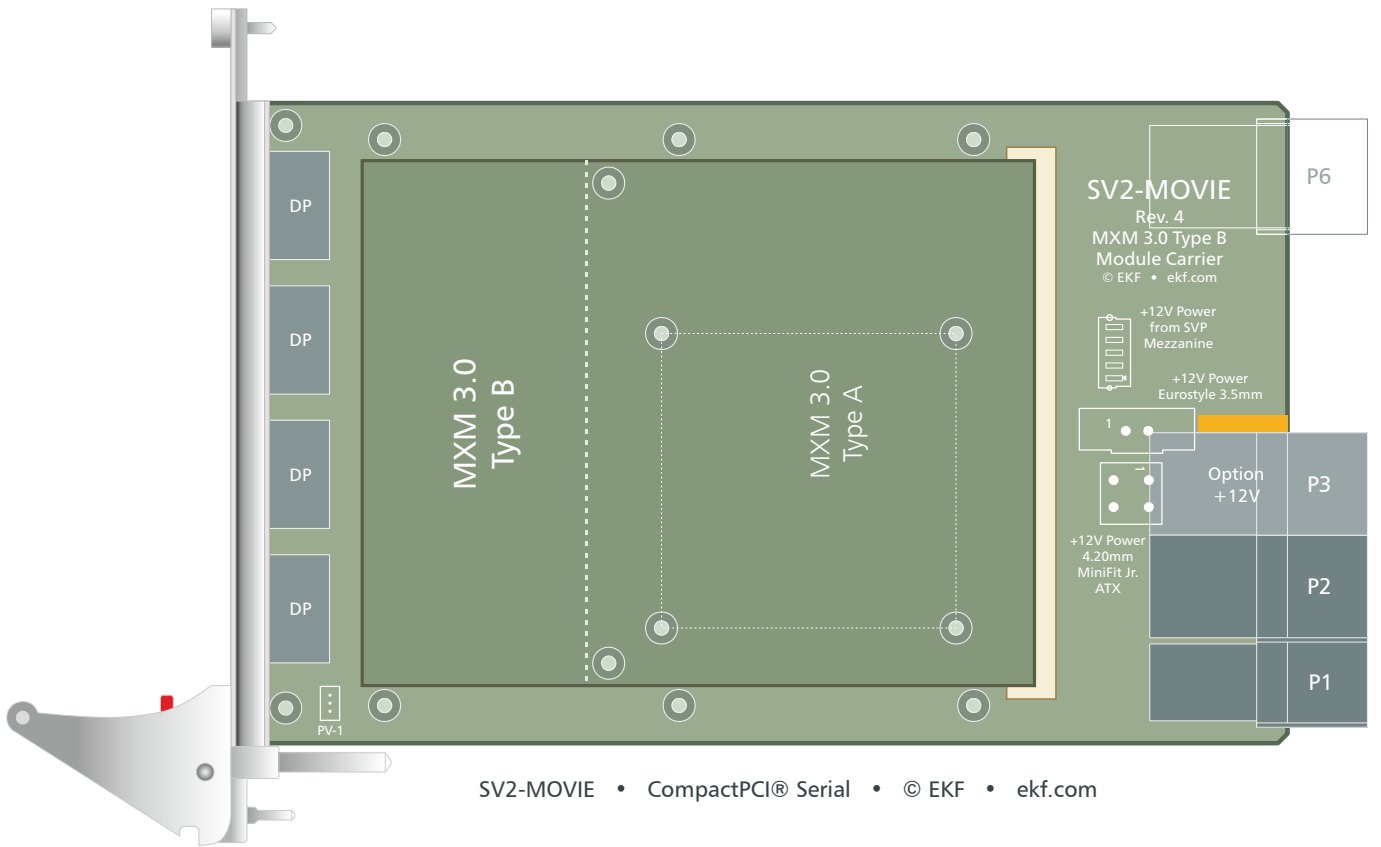 DP
DP
DP
DP
PV-1
MXM 3.0
Type B
MXM 3.0
Type A
SV2-MOVIE
Rev. 4
MXM 3.0 Type B
Module Carrier
© EKF • ekf.com
+12V Power
from SVP
Mezzanine
+12V Power
Eurostyle 3.5mm
1
1
+12V Power
4.20mm
MiniFit Jr.
ATX
Option
+12V
P6
P3
P2
P1
SV2-MOVIE • CompactPCI® Serial • © EKF • ekf.com